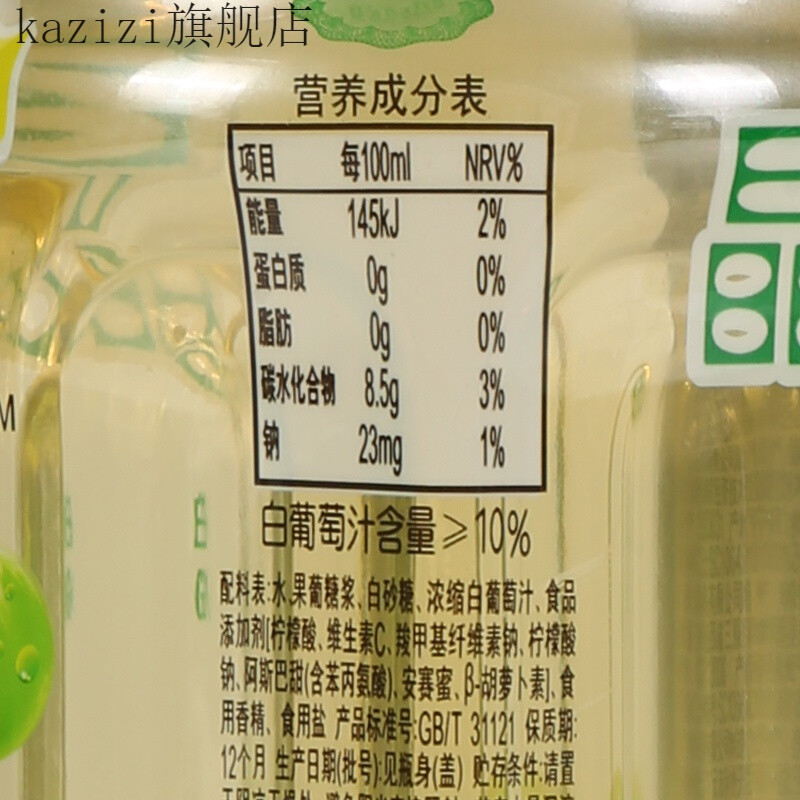 kazizi旗舰店
营养成分表
项目 每100ml NRV%
能量 145kJ 2%
蛋白质 0g 0%
脂肪 0g 0%
碳水化合物 8.5g 3%
钠 23mg 1%
M
白葡萄汁含量≥10%
配料表:水、果葡糖浆、白砂糖、浓缩白葡萄汁、食品
添加剂[柠檬酸、维生素C、羧甲基纤维素钠、柠檬酸
钠、阿斯巴甜(含苯丙氨酸)、安赛蜜、β-胡萝卜素]、食
用香精、食用盐 产品标准号:GB/T 31121 保质期:
12个月 生产日期(批号):见瓶身(盖) 贮存条件:请置